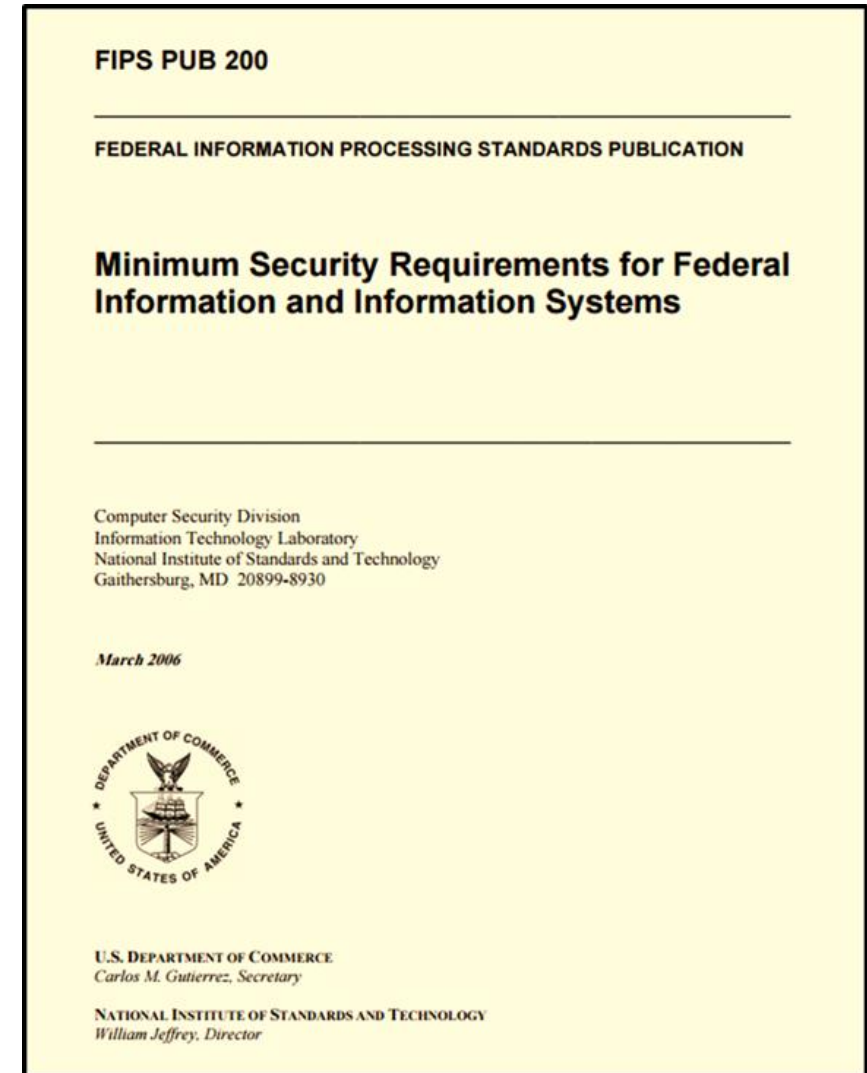 FIPS PUB 200
FEDERAL INFORMATION PROCESSING STANDARDS PUBLICATION
Minimum Security Requirements for Federal
Information and Information Systems
Computer Security Division
Information Technology Laboratory
National Institute of Standards and Technology
Gaithersburg, MD 20899-8930
March 2006
DEPARTMENT OF COMMERCE
UNITED STATES OF AMERICA
U.S. DEPARTMENT OF COMMERCE
Carlos M. Gutierrez, Secretary
NATIONAL INSTITUTE OF STANDARDS AND TECHNOLOGY
William Jeffrey, Director